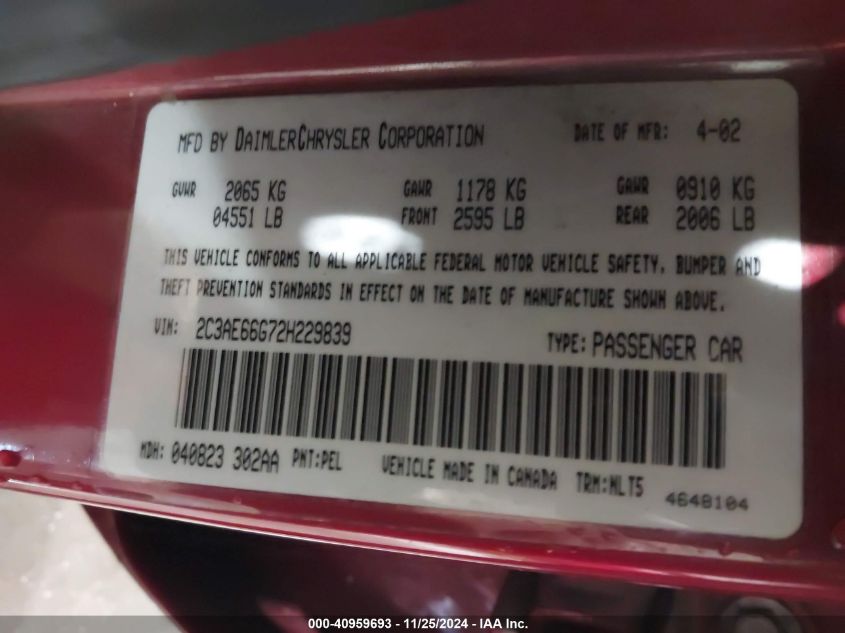 MFD BY DAIMLERCHRYSLER CORPORATION DATE OF MFR: 4-02
GVWR 2065 KG GAWR 1178 KG GAWR 0910 KG
04551 LB FRONT 2595 LB REAR 2006 LB
THIS VEHICLE CONFORMS TO ALL APPLICABLE FEDERAL MOTOR VEHICLE SAFETY, BUMPER AND
THEFT PREVENTION STANDARDS IN EFFECT ON THE DATE OF MANUFACTURE SHOWN ABOVE.
VIN: 2C3AE66G72H229839 TYPE: PASSENGER CAR
MDH: 040823 302AA PNT:PEL VEHICLE MADE IN CANADA TRM:NLT5 4648104
000-40959693 - 11/25/2024 - IAA Inc.